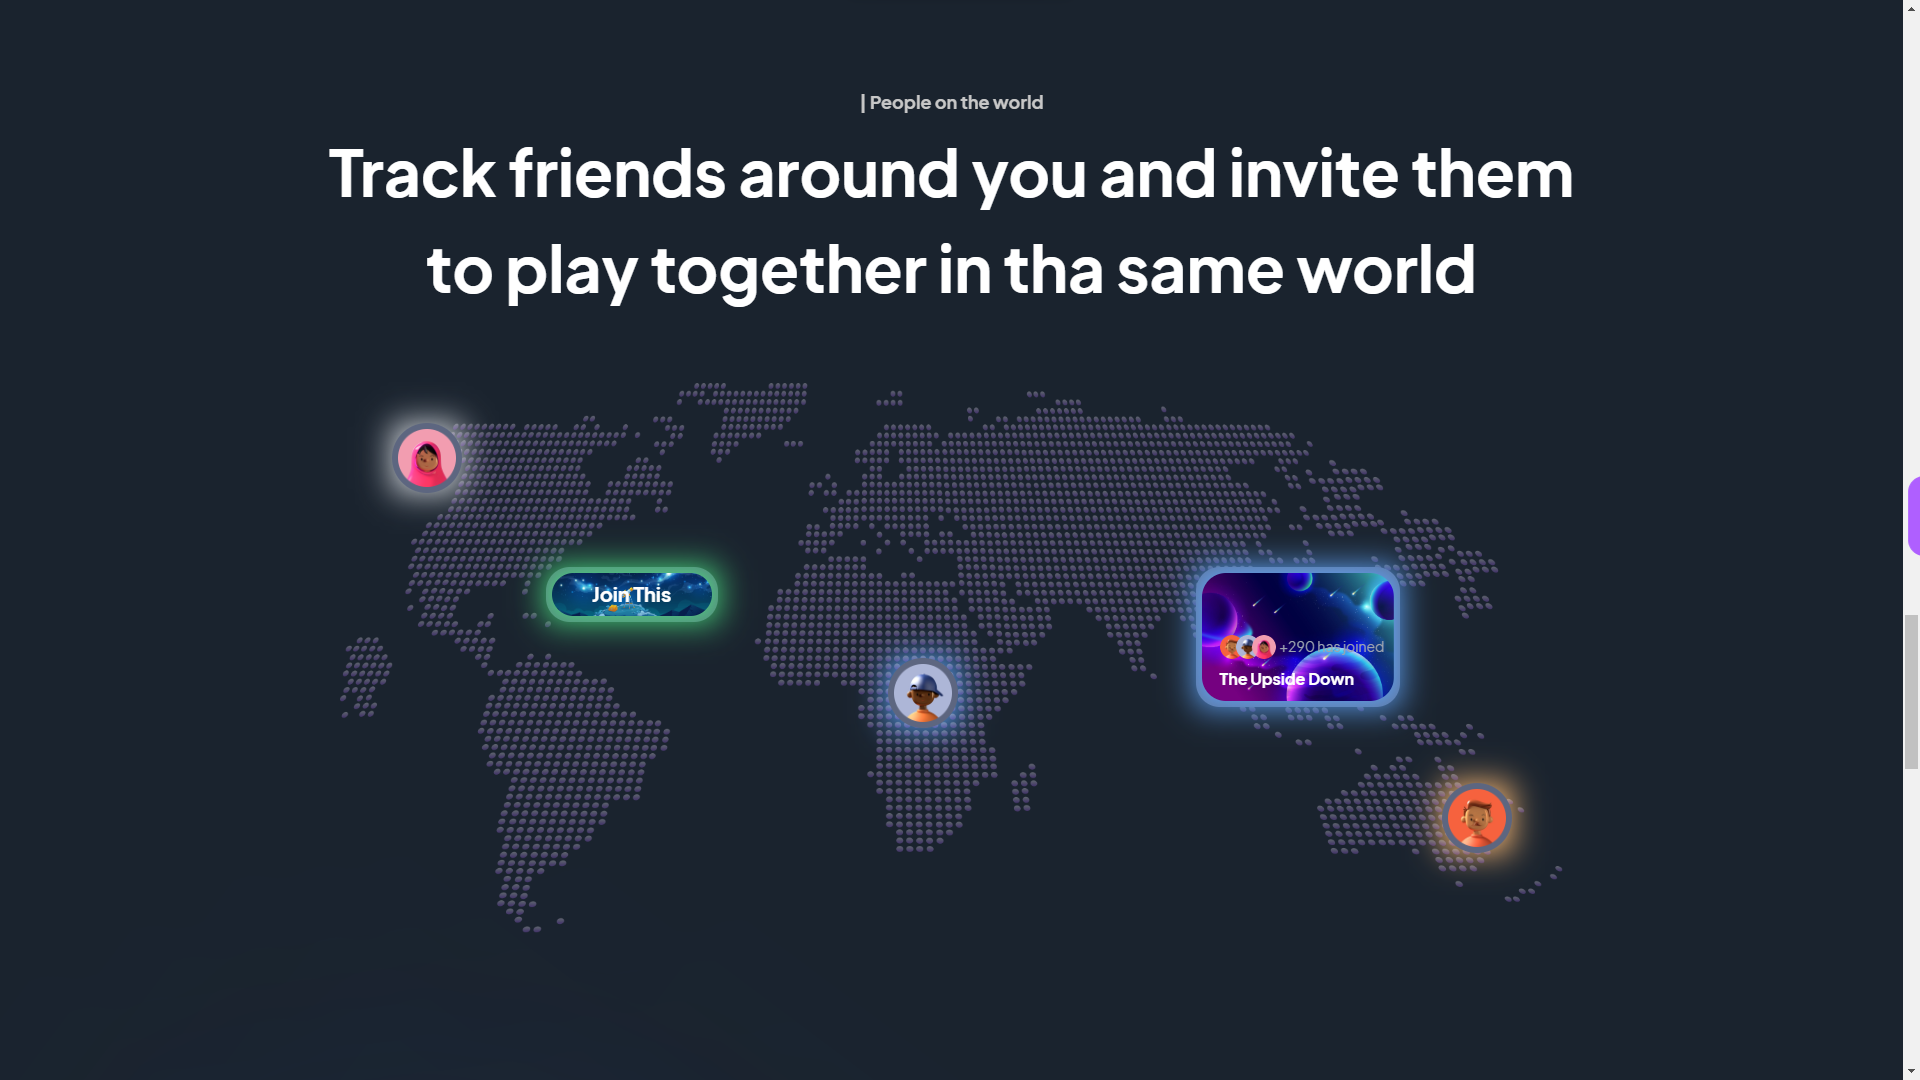 | People on the world
Track friends around you and invite them
to play together in tha same world
Join This
+290 has joined
The Upside Down